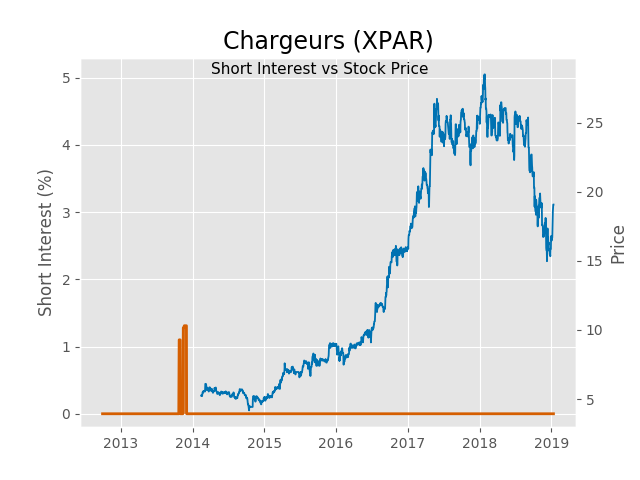 Chargeurs (XPAR)
Short Interest vs Stock Price
Short Interest (%)
5
4
3
2
1
0
25
20
15
10
5
Price
2013 2014 2015 2016 2017 2018 2019